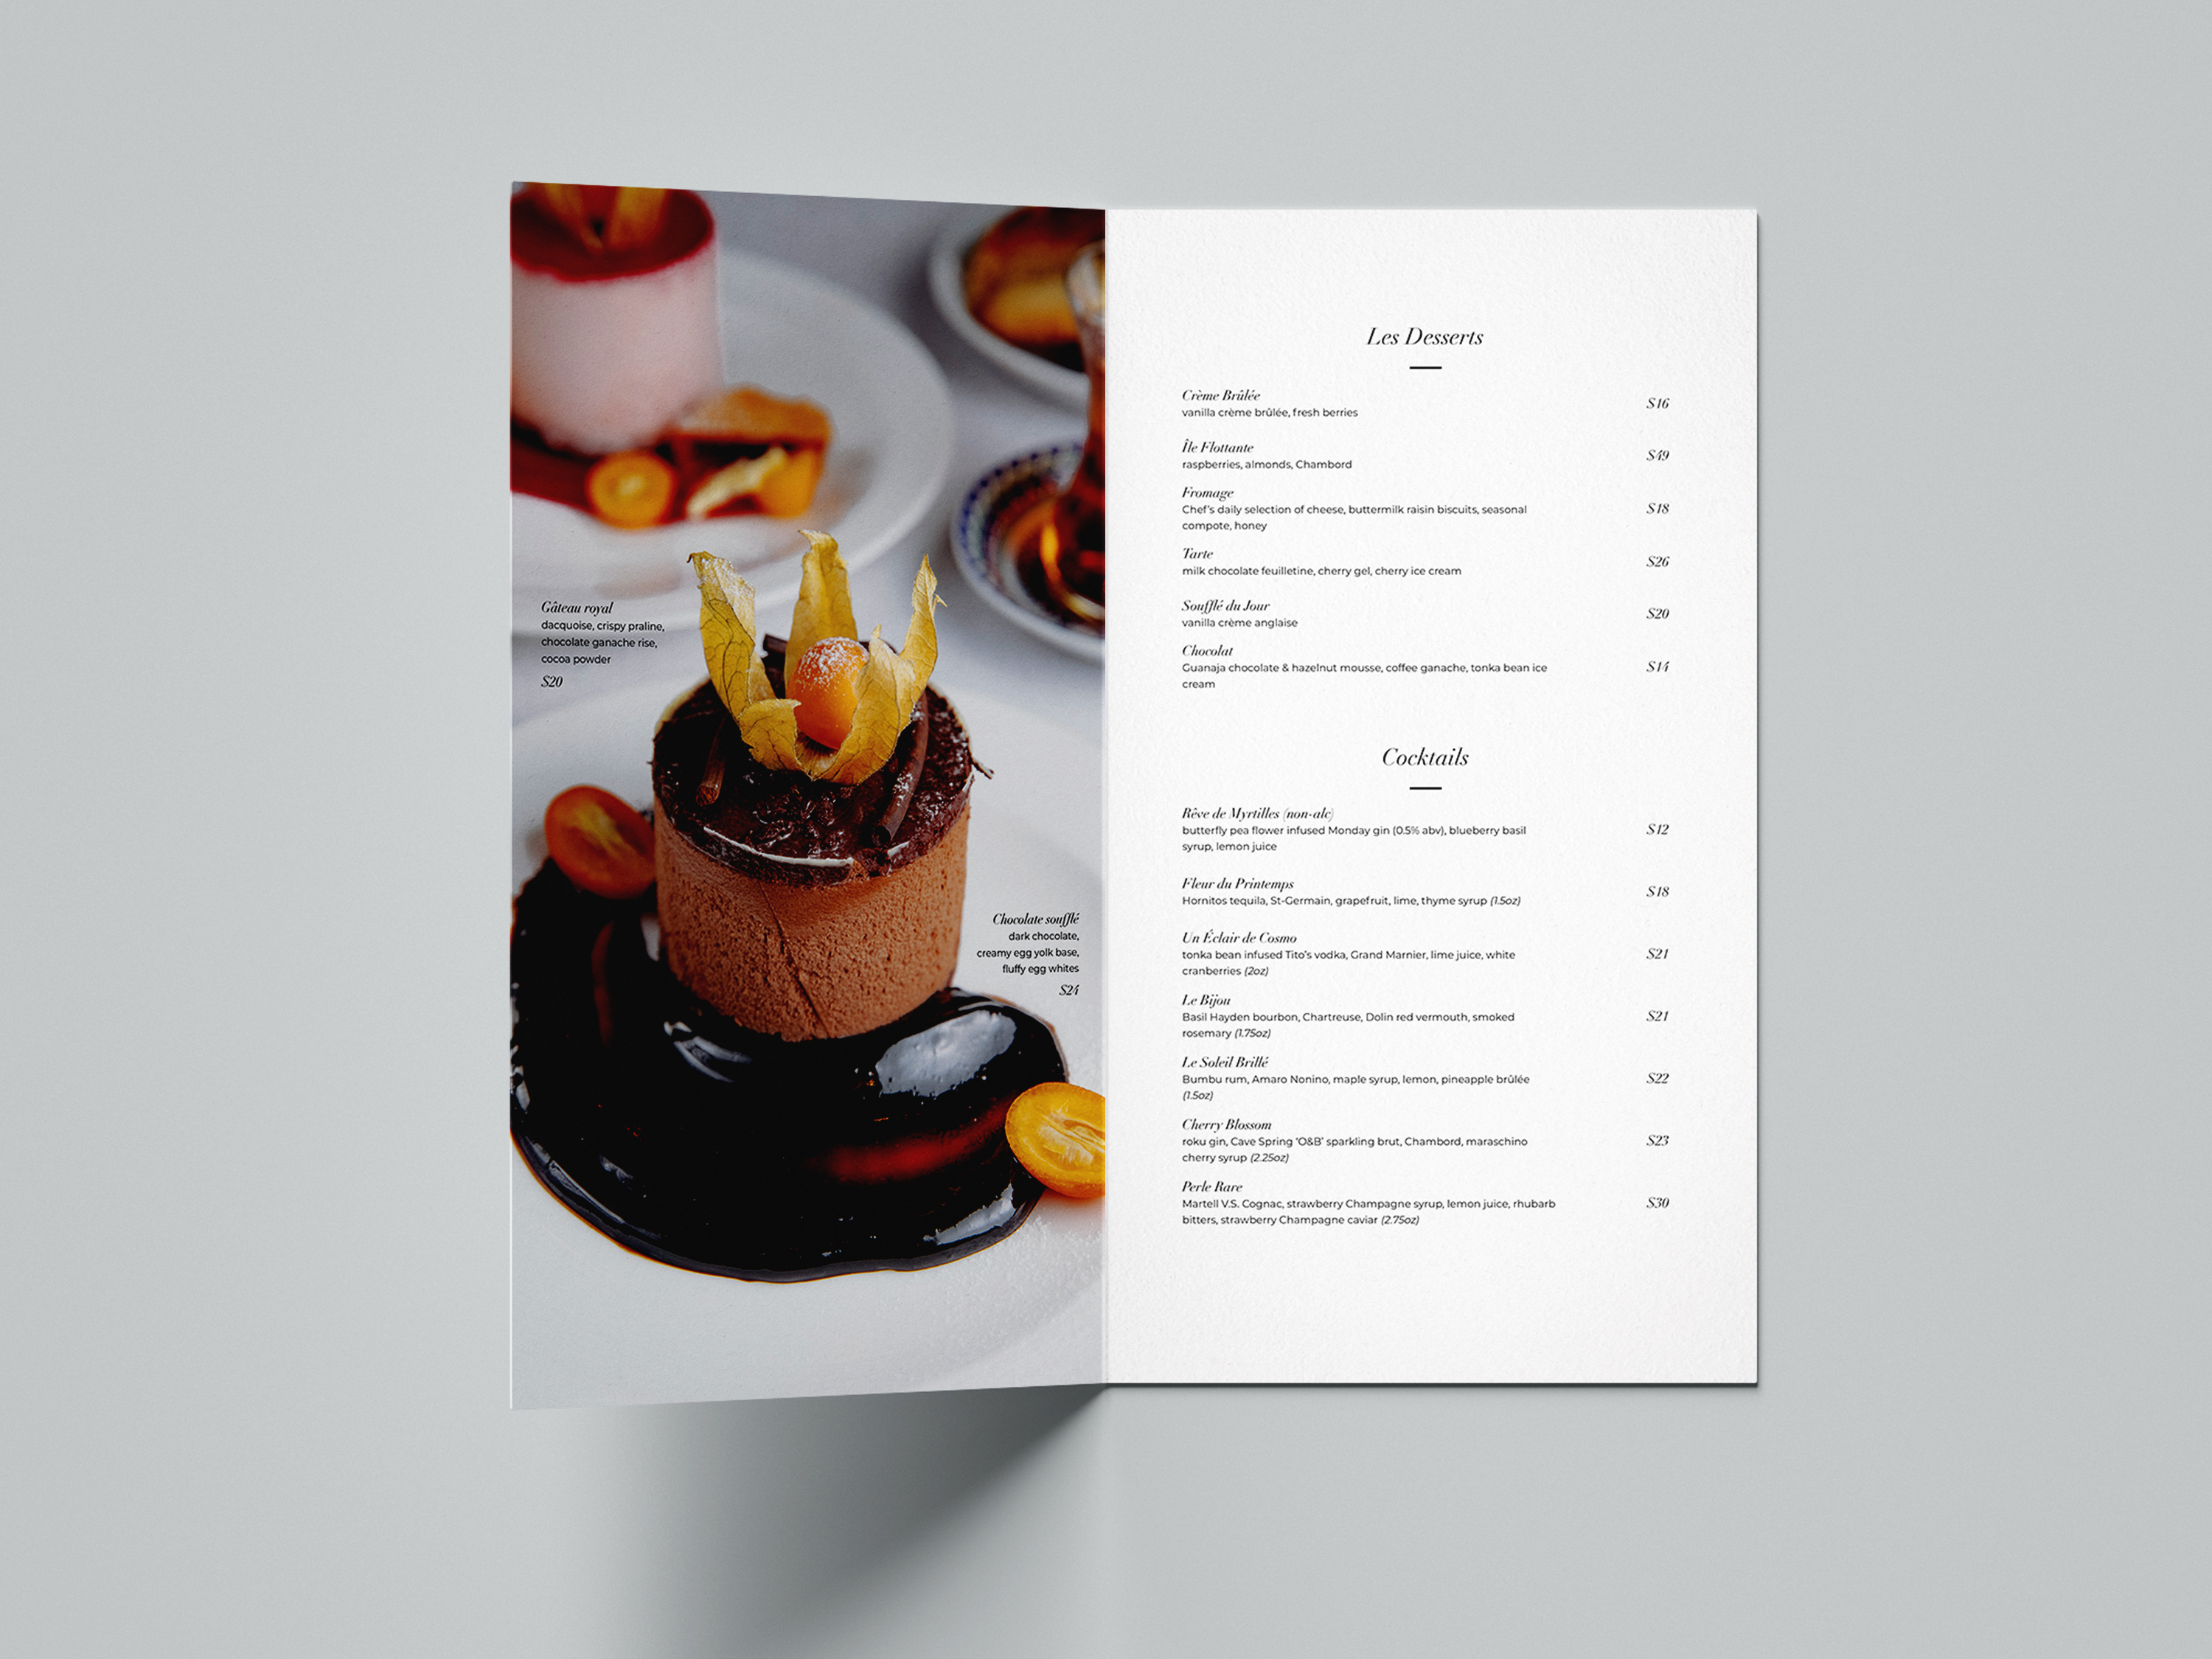 Gâteau royal
dacquoise, crispy praline,
chocolate ganache rise,
cocoa powder
$20
Chocolate soufflé
dark chocolate,
creamy egg yolk base,
fluffy egg whites
$24
Les Desserts
Crème Brûlée
vanilla crème brûlée, fresh berries
$16
Île Flottante
raspberries, almonds, Chambord
$49
Fromage
Chef's daily selection of cheese, buttermilk raisin biscuits, seasonal
compote, honey
$18
Tarte
milk chocolate feuilletine, cherry gel, cherry ice cream
$26
Soufflé du Jour
vanilla crème anglaise
$20
Chocolat
Guanaja chocolate & hazelnut mousse, coffee ganache, tonka bean ice
cream
$14
Cocktails
Rêve de Myrtilles (non-alc)
butterfly pea flower infused Monday gin (0.5% abv), blueberry basil
syrup, lemon juice
$12
Fleur du Printemps
Hornitos tequila, St-Germain, grapefruit, lime, thyme syrup (1.5oz)
$18
Un Éclair de Cosmo
tonka bean infused Tito's vodka, Grand Marnier, lime juice, white
cranberries (2oz)
$21
Le Bijou
Basil Hayden bourbon, Chartreuse, Dolin red vermouth, smoked
rosemary (1.75oz)
$21
Le Soleil Brillé
Bumbu rum, Amaro Nonino, maple syrup, lemon, pineapple brûlée
(1.5oz)
$22
Cherry Blossom
roku gin, Cave Spring 'O&B' sparkling brut, Chambord, maraschino
cherry syrup (2.25oz)
$23
Perle Rare
Martell V.S. Cognac, strawberry Champagne syrup, lemon juice, rhubarb
bitters, strawberry Champagne caviar (2.75oz)
$30